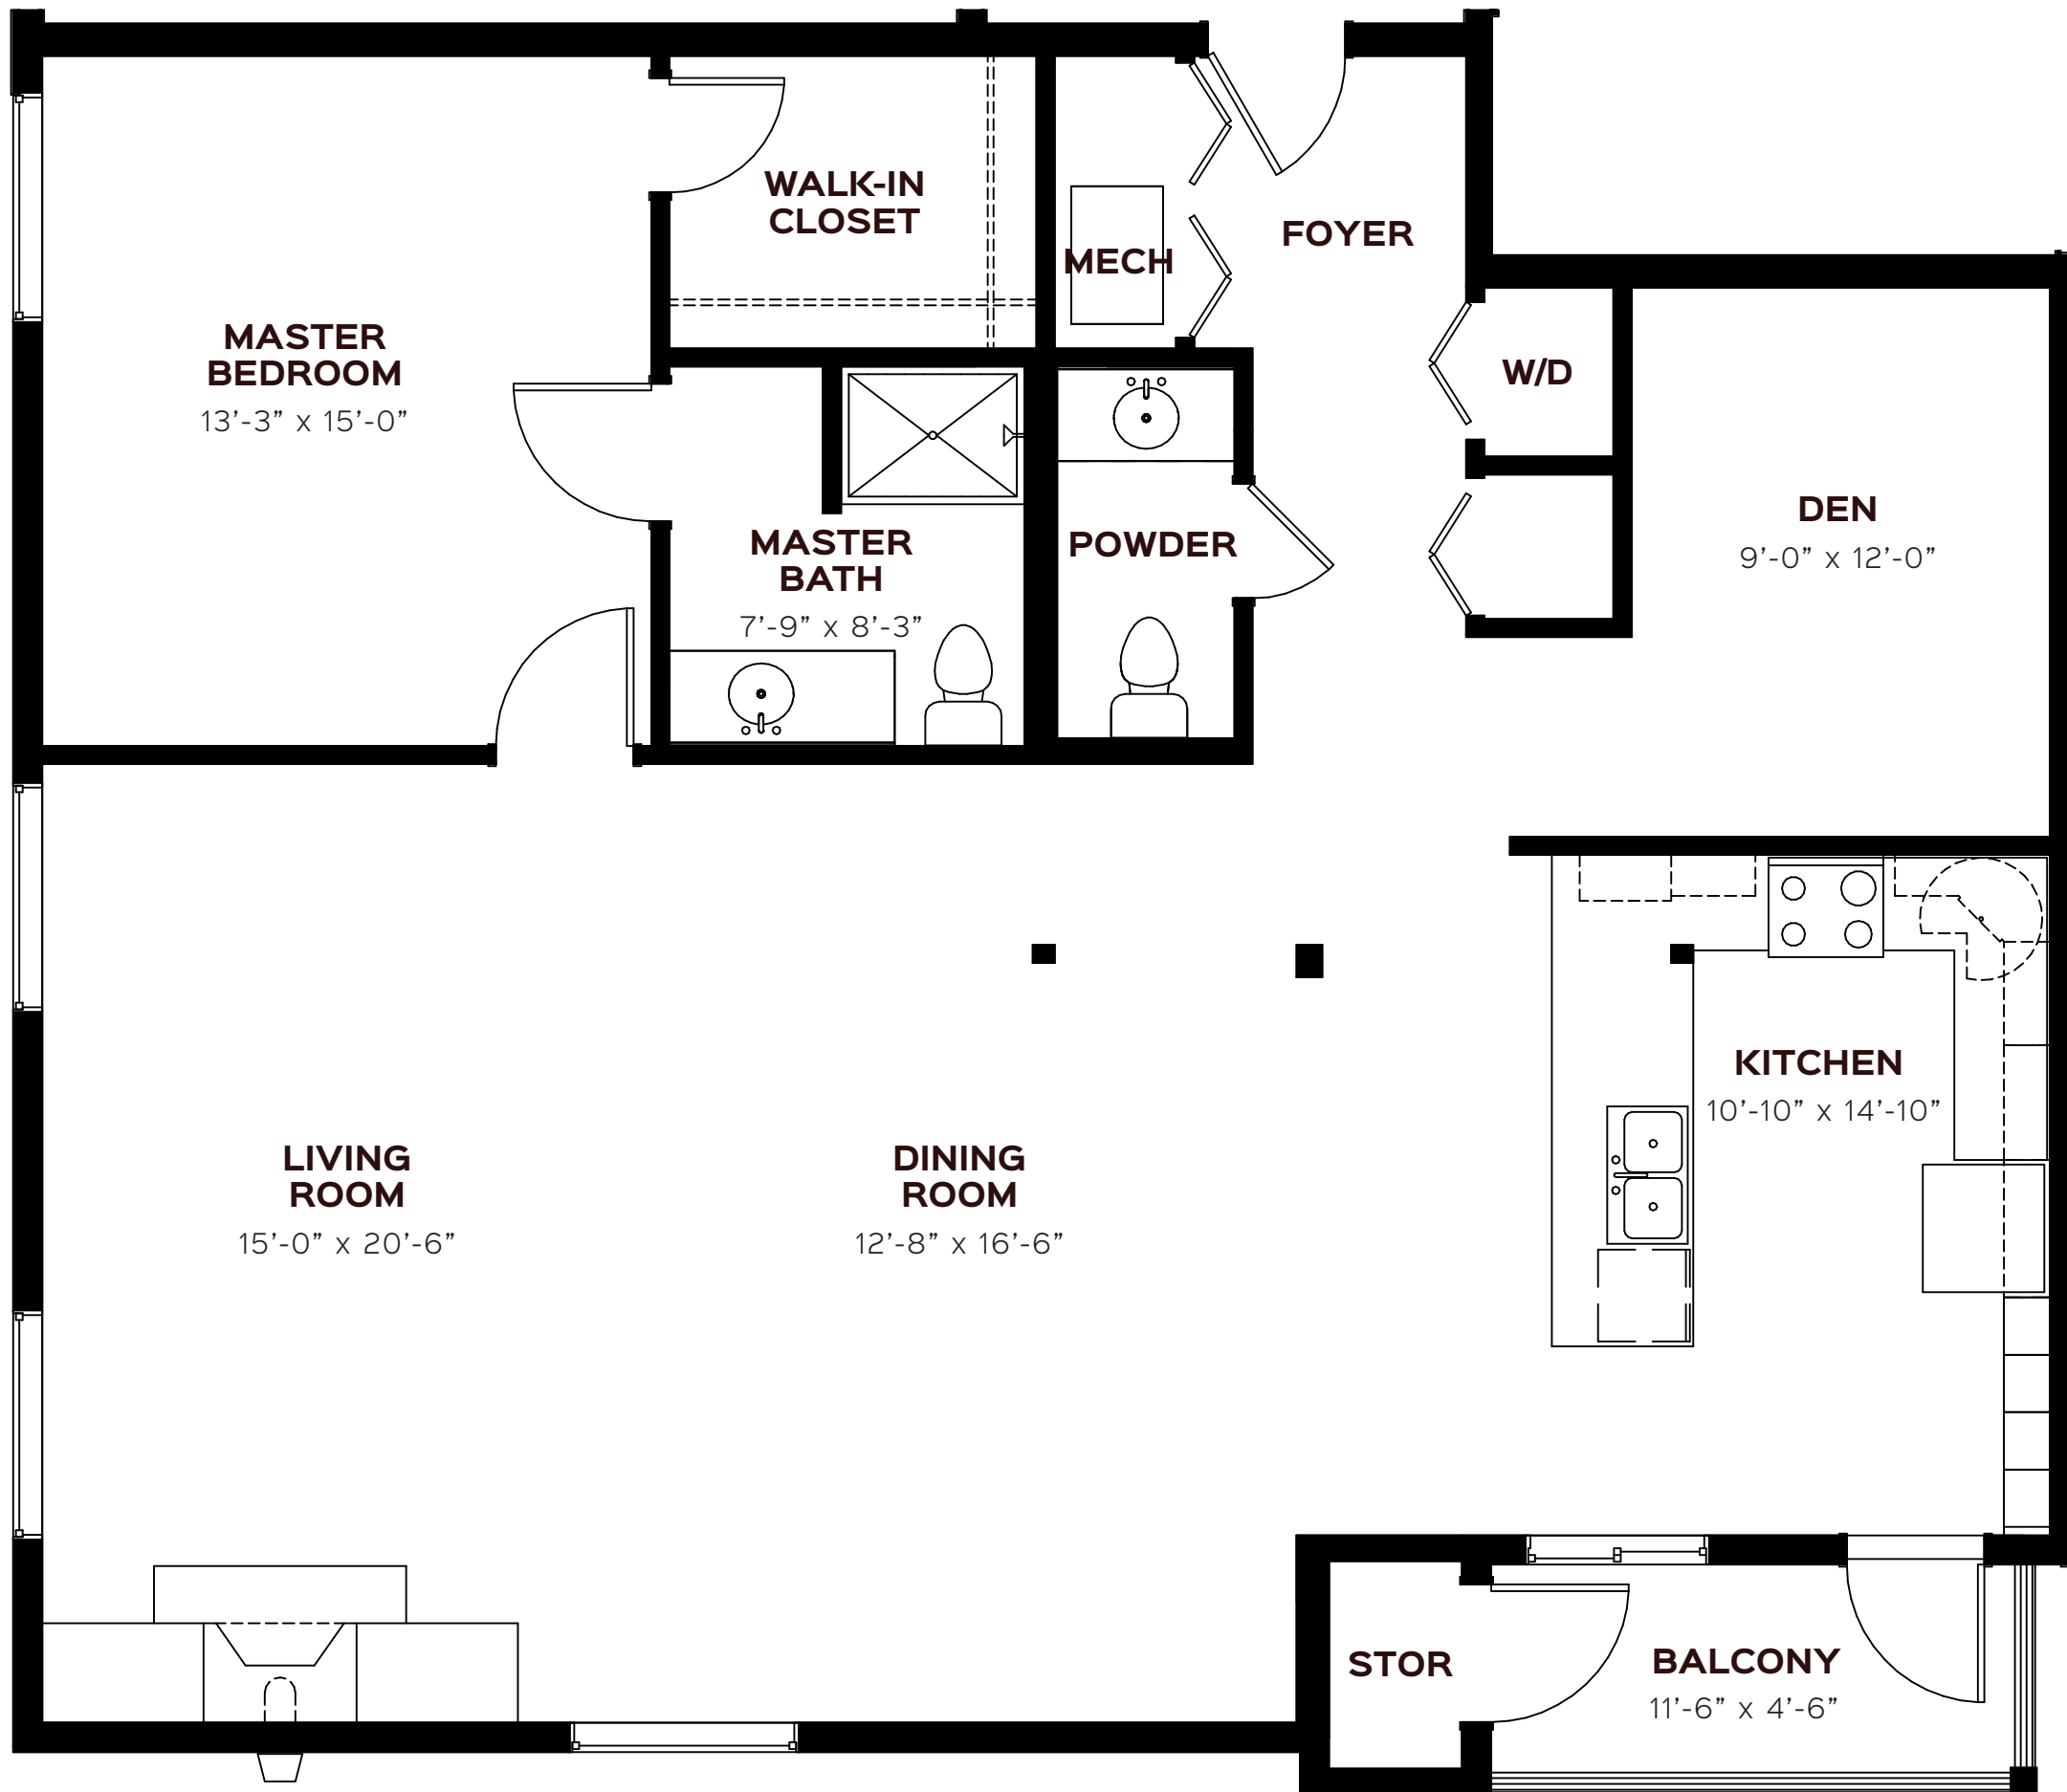 WALK-IN
CLOSET
FOYER
MECH
MASTER
BEDROOM
13'-3” x 15'-0”
W/D
DEN
9'-0” x 12'-0”
MASTER
BATH
7'-9” x 8'-3”
POWDER
KITCHEN
10'-10” x 14'-10”
LIVING
ROOM
15'-0” x 20'-6”
DINING
ROOM
12'-8” x 16'-6”
STOR
BALCONY
11'-6” x 4'-6”